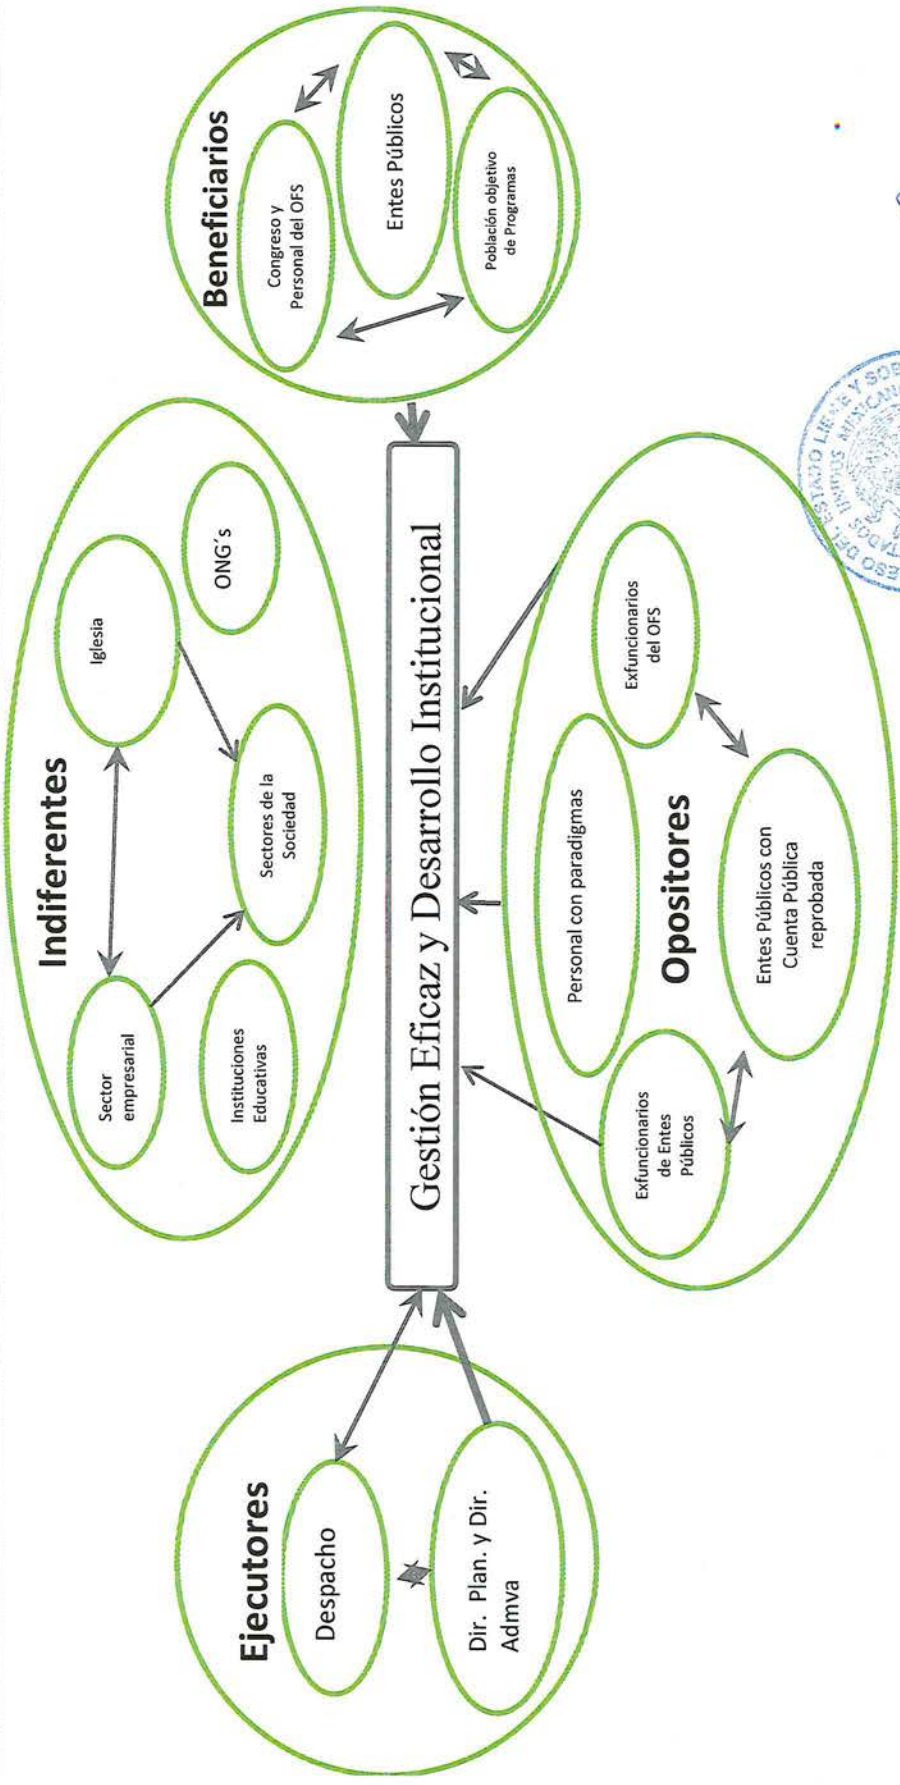 Indiferentes
Iglesia
Sector
empresarial
ONG´s
Instituciones
Educativas
Sectores de la
Sociedad
Beneficiarios
Congreso y
Personal del OFS
Entes Públicos
Población objetivo
de Programas
Ejecutores
Despacho
Dir. Plan. y Dir.
Admva
Gestión Eficaz y Desarrollo Institucional
Personal con paradigmas
Exfuncionarios
del OFS
Exfuncionarios
de Entes
Públicos
Opositores
Entes Públicos con
Cuenta Pública
reprobada